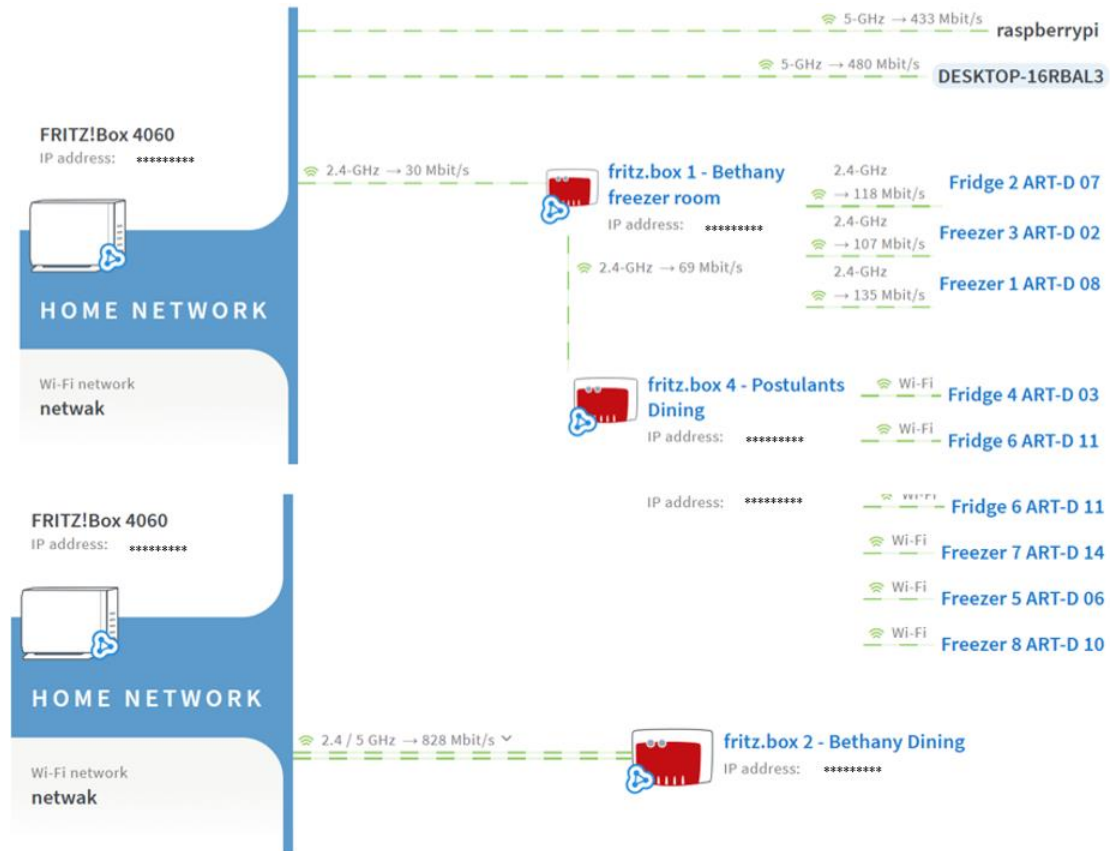 5-GHz → 433 Mbit/s
raspberrypi
5-GHz → 480 Mbit/s
DESKTOP-16RBAL3
FRITZ!Box 4060
IP address: *********
HOME NETWORK
Wi-Fi network
netwak
2.4-GHz → 30 Mbit/s
fritz.box 1 - Bethany
freezer room
IP address: *********
2.4-GHz
→ 118 Mbit/s
Fridge 2 ART-D 07
2.4-GHz
→ 107 Mbit/s
Freezer 3 ART-D 02
2.4-GHz
→ 135 Mbit/s
Freezer 1 ART-D 08
2.4-GHz → 69 Mbit/s
fritz.box 4 - Postulants
Dining
IP address: *********
Wi-Fi
Fridge 4 ART-D 03
Wi-Fi
Fridge 6 ART-D 11
IP address: *********
Wi-Fi
Fridge 6 ART-D 11
Wi-Fi
Freezer 7 ART-D 14
Wi-Fi
Freezer 5 ART-D 06
Wi-Fi
Freezer 8 ART-D 10
FRITZ!Box 4060
IP address: *********
HOME NETWORK
Wi-Fi network
netwak
2.4 / 5 GHz → 828 Mbit/s
fritz.box 2 - Bethany Dining
IP address: *********